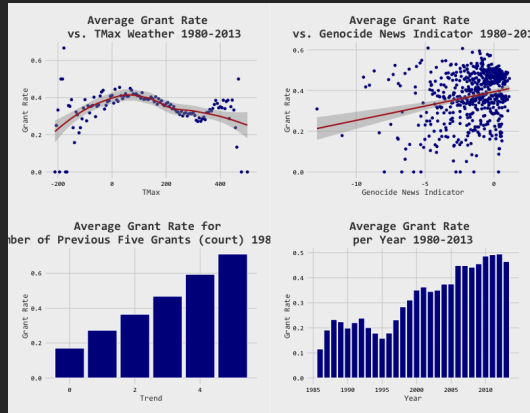 Average Grant Rate
vs. TMax Weather 1980-2013
0.6
0.4
0.2
0.0
Grant Rate
-200
0
200
400
TMax
Average Grant Rate
vs. Genocide News Indicator 1980-201
0.6
0.4
0.2
0.0
Grant Rate
-10
-5
0
Genocide News Indicator
Average Grant Rate for
mber of Previous Five Grants (court) 198
0.6
0.4
0.2
0.0
Grant Rate
0
2
4
Trend
Average Grant Rate
per Year 1980-2013
0.5
0.4
0.3
0.2
0.1
0.0
Grant Rate
1985
1990
1995
2000
2005
2010
Year